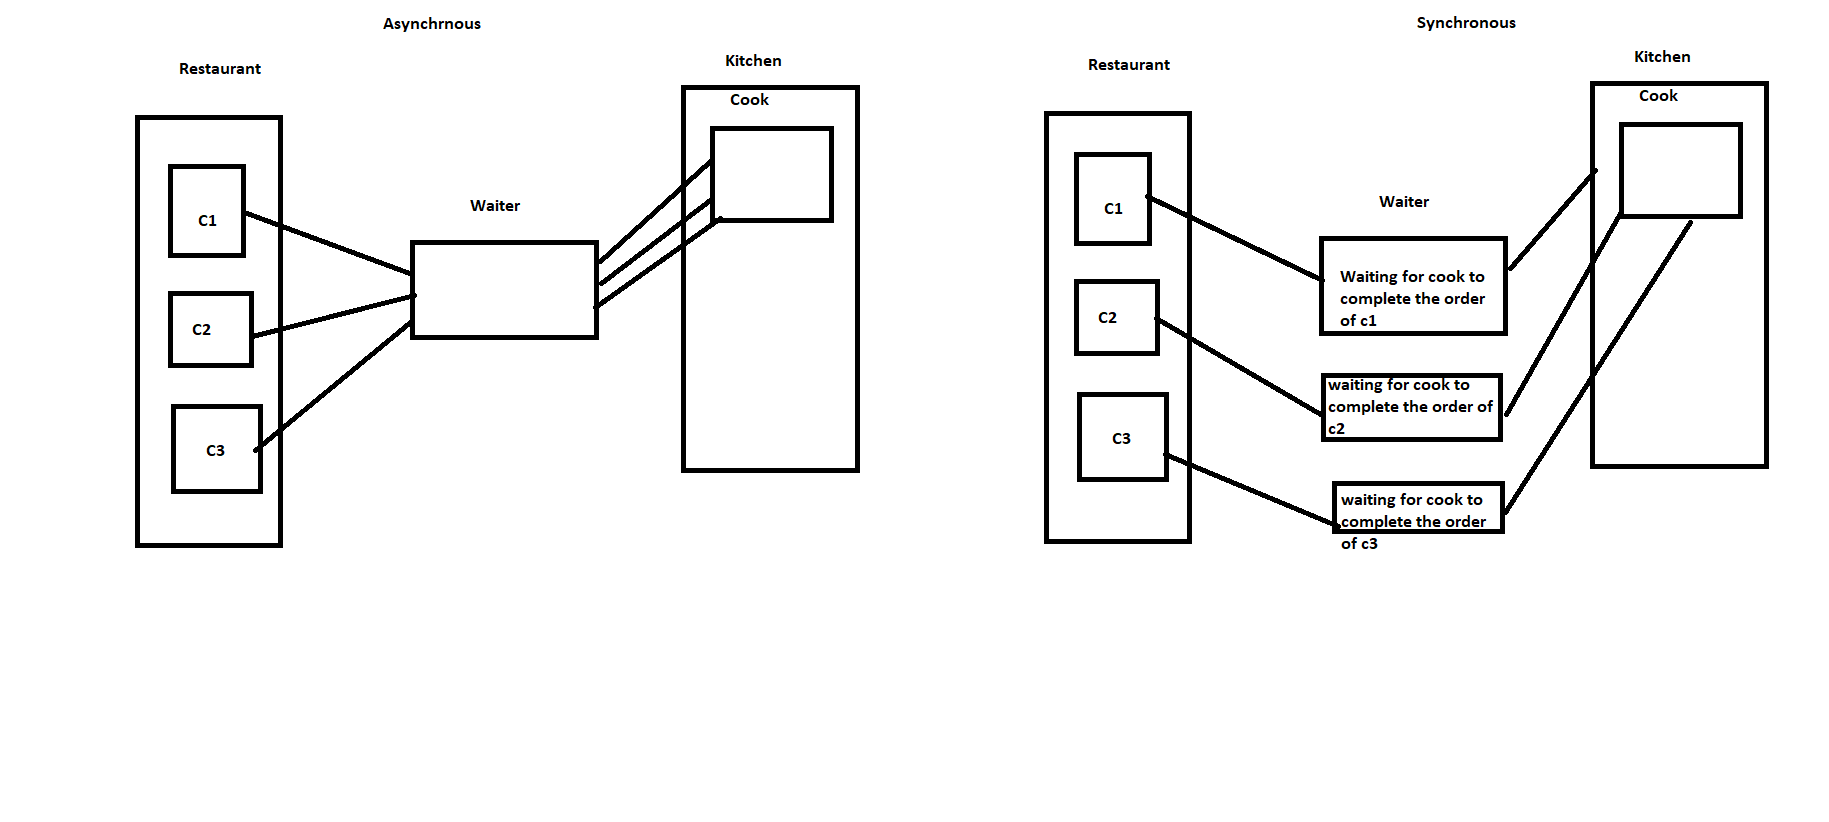 Asynchrnous
Restaurant
Kitchen
Cook
C1
Waiter
C2
C3
Synchronous
Restaurant
Kitchen
Cook
C1
Waiter
Waiting for cook to
complete the order
of c1
C2
waiting for cook to
complete the order of
c2
C3
waiting for cook to
complete the order
of c3